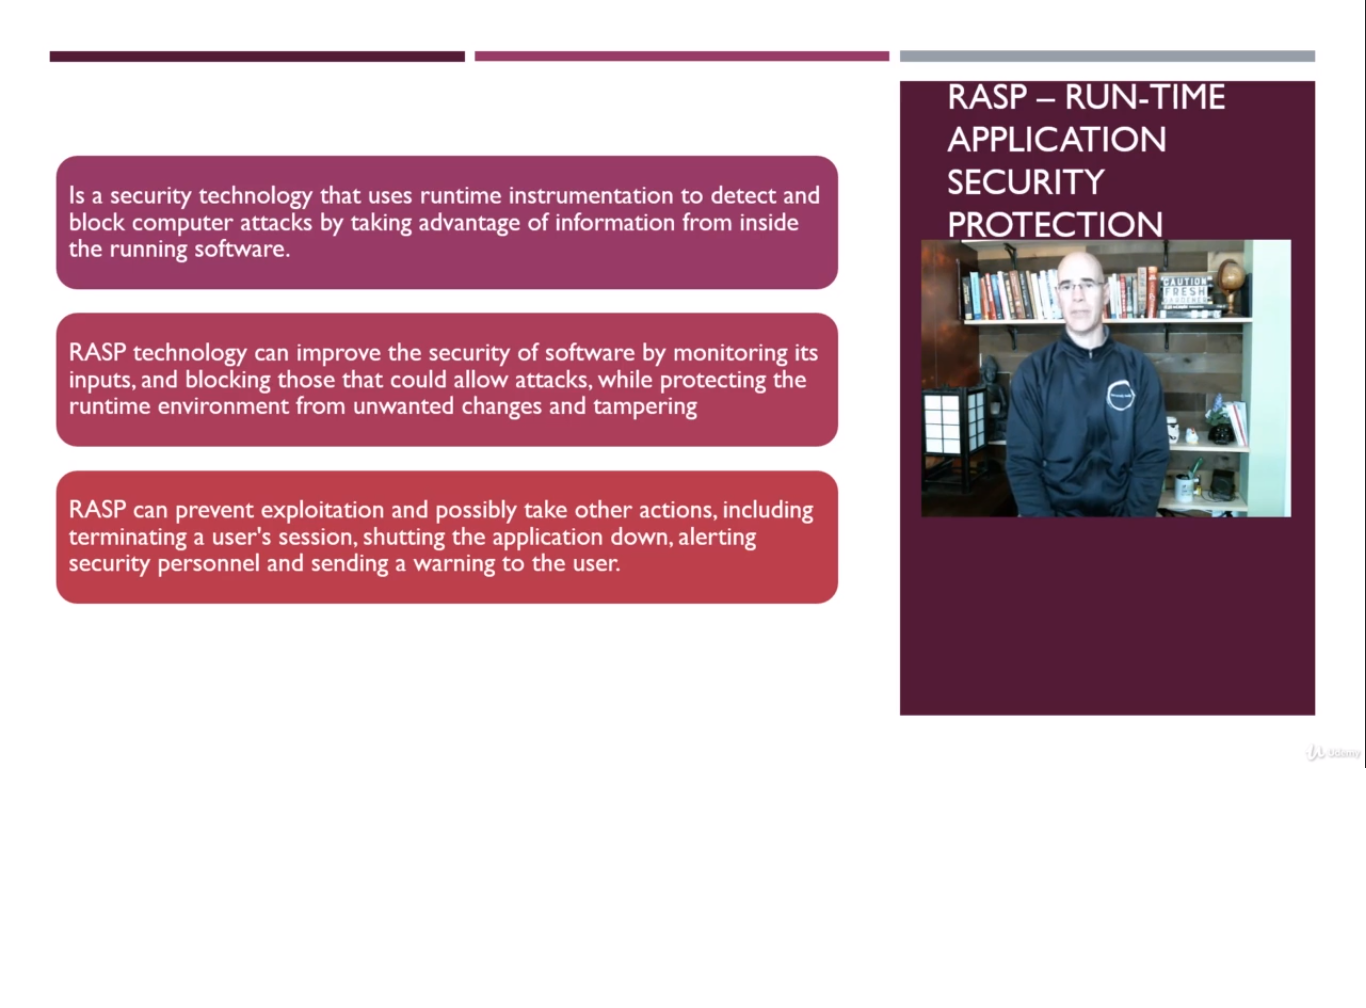 RASP – RUN-TIME
APPLICATION
SECURITY
PROTECTION
Is a security technology that uses runtime instrumentation to detect and
block computer attacks by taking advantage of information from inside
the running software.
RASP technology can improve the security of software by monitoring its
inputs, and blocking those that could allow attacks, while protecting the
runtime environment from unwanted changes and tampering
RASP can prevent exploitation and possibly take other actions, including
terminating a user's session, shutting the application down, alerting
security personnel and sending a warning to the user.
CAUTION
FRESH
Udemy